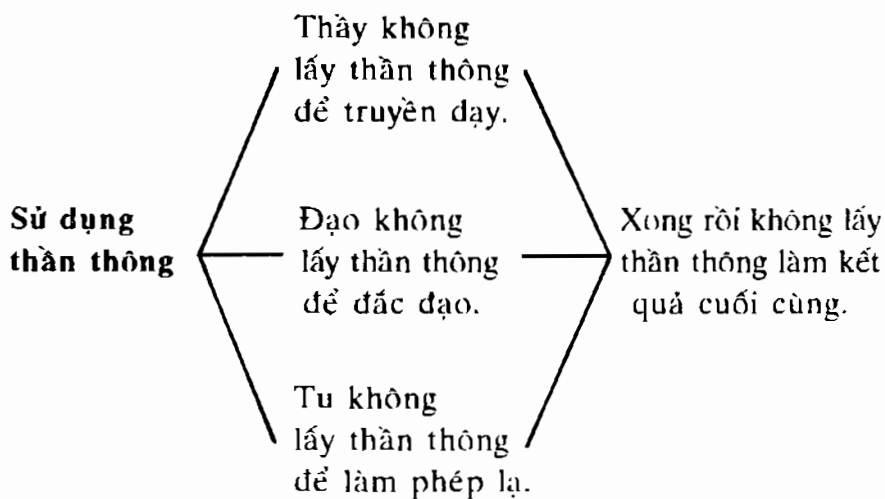 Thầy không
lấy thần thông
để truyền dạy.
Sử dụng
thần thông
Đạo không
lấy thần thông
để đắc đạo.
Xong rồi không lấy
thần thông làm kết
quả cuối cùng.
Tu không
lấy thần thông
để làm phép lạ.